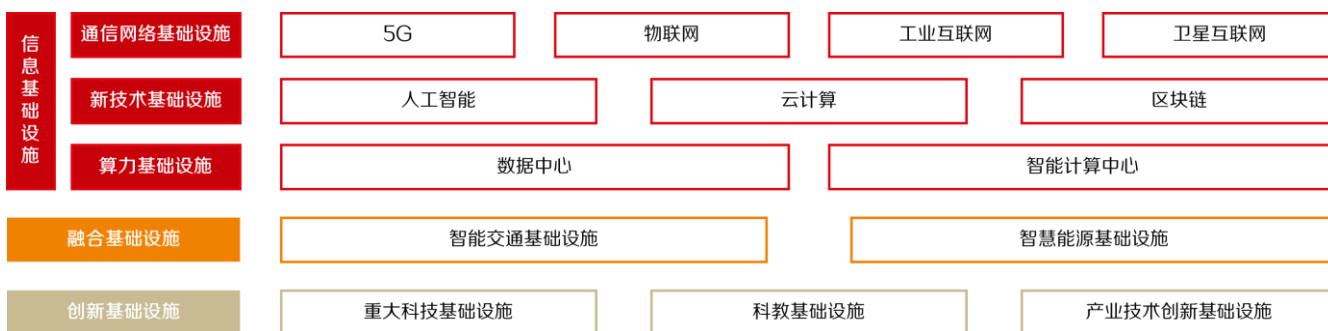 信息基础设施
通信网络基础设施
5G
物联网
工业互联网
卫星互联网
新技术基础设施
人工智能
云计算
区块链
算力基础设施
数据中心
智能计算中心
融合基础设施
智能交通基础设施
智慧能源基础设施
创新基础设施
重大科技基础设施
科教基础设施
产业技术创新基础设施